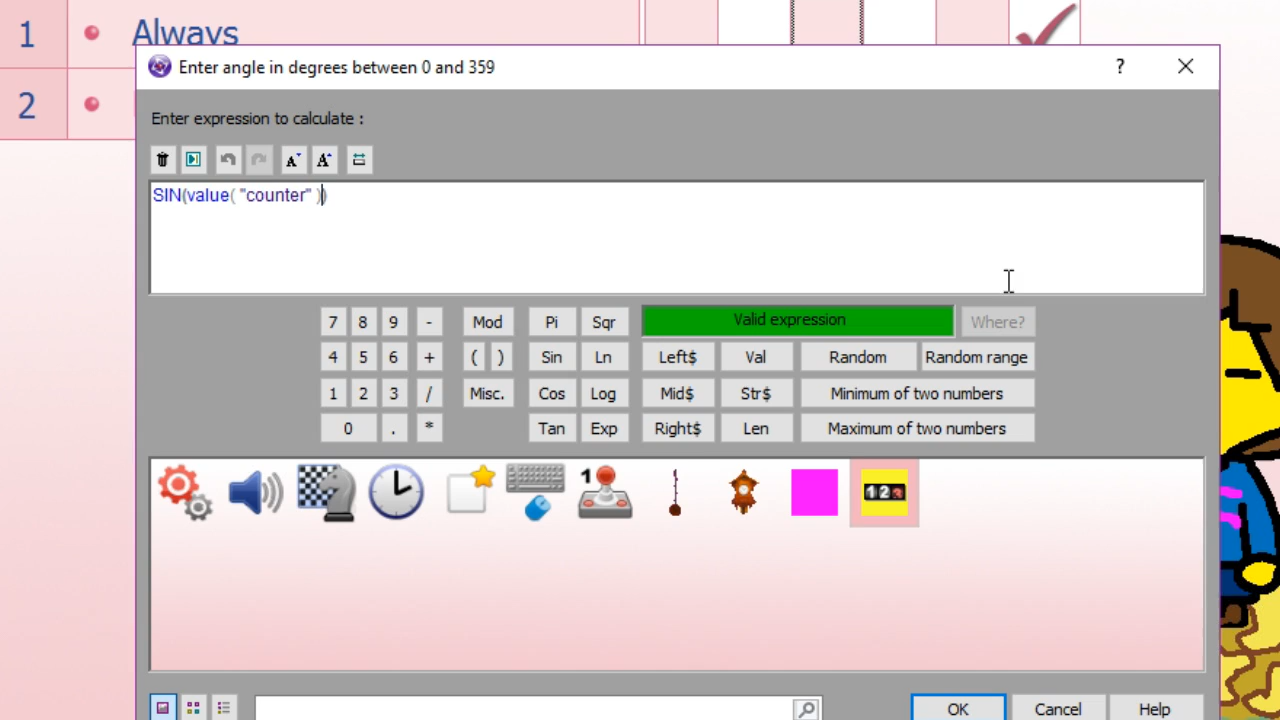 1 Always
2
Enter angle in degrees between 0 and 359
?
Enter expression to calculate :
A A
SIN(value( "counter" ))
7 8 9 - Mod Pi Sqr Valid expression Where?
4 5 6 + ( ) Sin Ln Left$ Val Random Random range
1 2 3 / Misc. Cos Log Mid$ Str$ Minimum of two numbers
0 . * Tan Exp Right$ Len Maximum of two numbers
1
OK Cancel Help